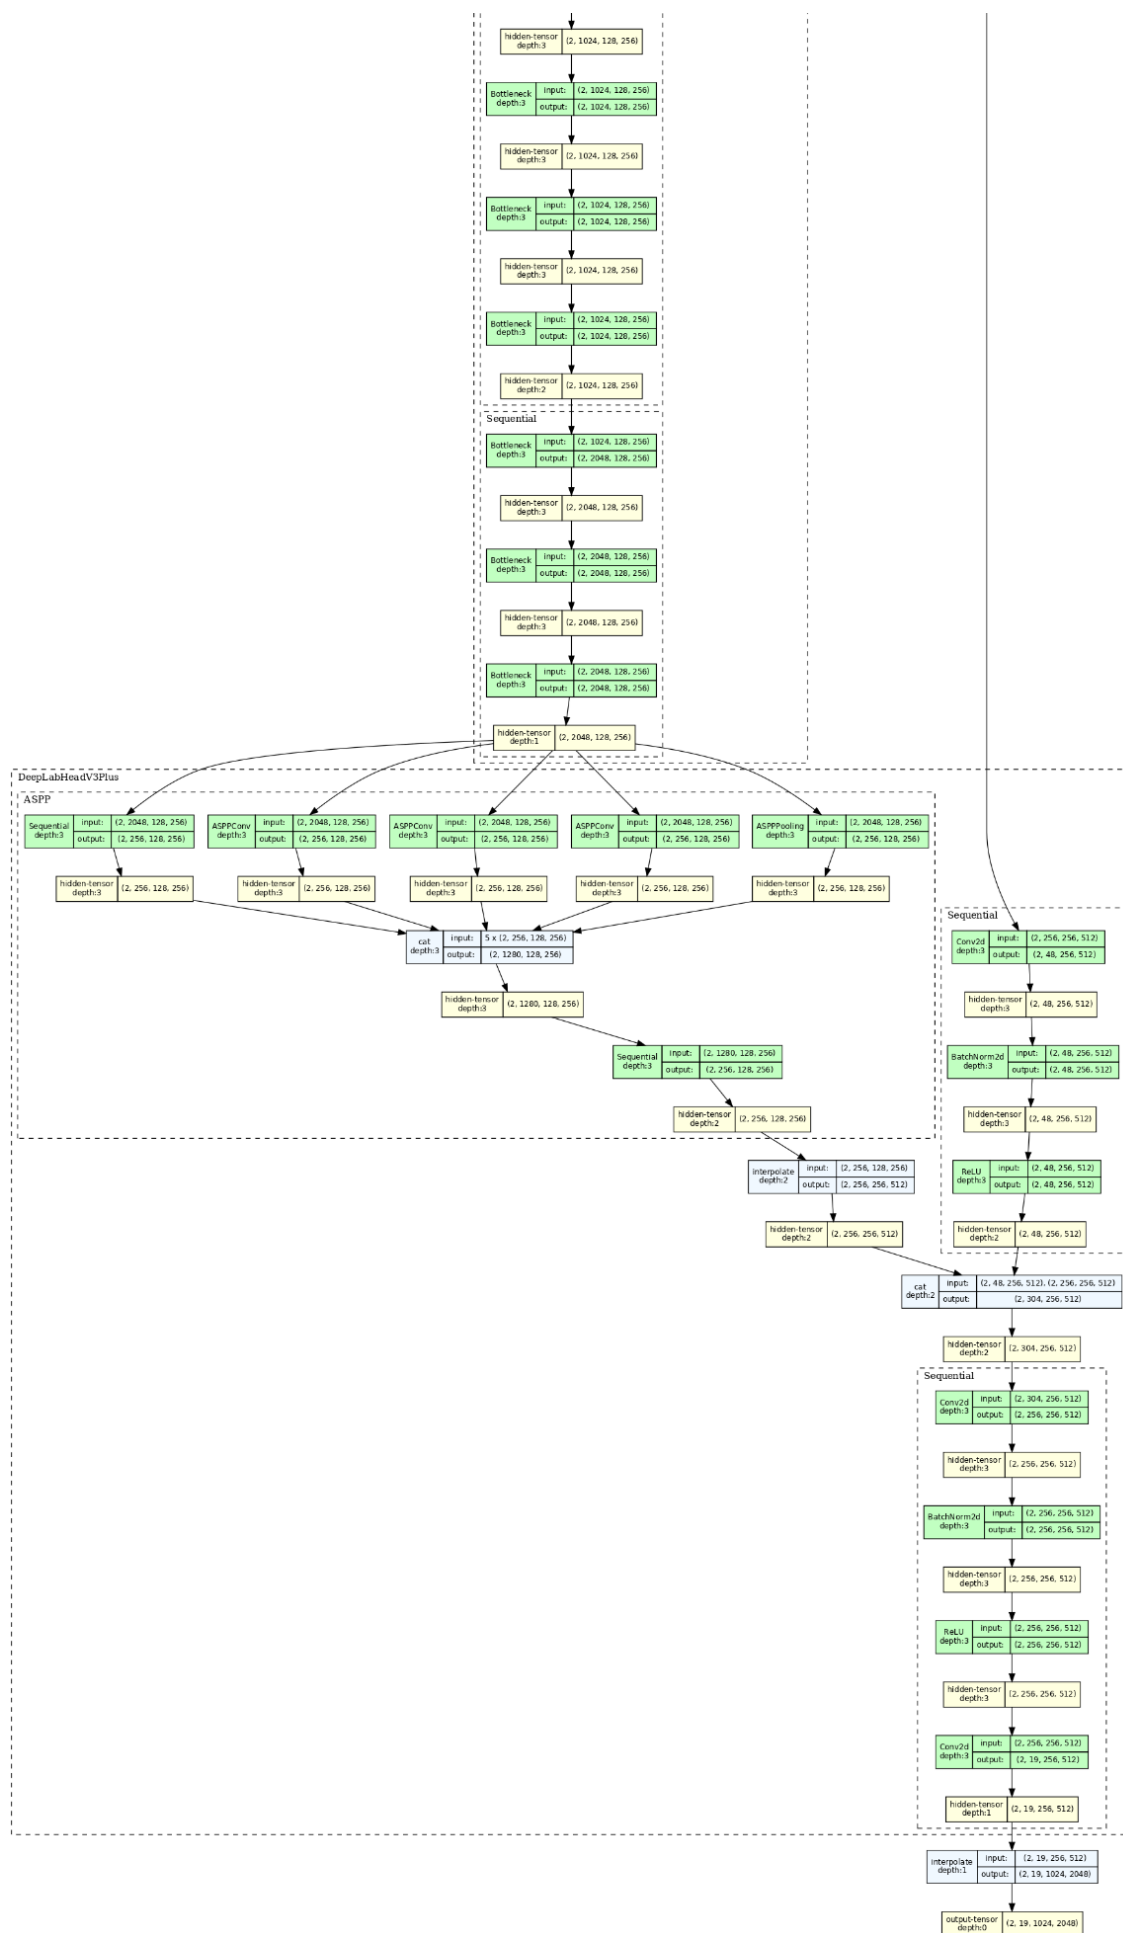 hidden-tensor
depth:3
(2, 1024, 128, 256)
Bottleneck
depth:3
input:
(2, 1024, 128, 256)
output:
(2, 1024, 128, 256)
hidden-tensor
depth:3
(2, 1024, 128, 256)
Bottleneck
depth:3
input:
(2, 1024, 128, 256)
output:
(2, 1024, 128, 256)
hidden-tensor
depth:3
(2, 1024, 128, 256)
Bottleneck
depth:3
input:
(2, 1024, 128, 256)
output:
(2, 1024, 128, 256)
hidden-tensor
depth:2
(2, 1024, 128, 256)
Sequential
Bottleneck
depth:3
input:
(2, 1024, 128, 256)
output:
(2, 2048, 128, 256)
hidden-tensor
depth:3
(2, 2048, 128, 256)
Bottleneck
depth:3
input:
(2, 2048, 128, 256)
output:
(2, 2048, 128, 256)
hidden-tensor
depth:3
(2, 2048, 128, 256)
Bottleneck
depth:3
input:
(2, 2048, 128, 256)
output:
(2, 2048, 128, 256)
hidden-tensor
depth:1
(2, 2048, 128, 256)
DeepLabHeadV3Plus
ASPP
Sequential
depth:3
input:
(2, 2048, 128, 256)
output:
(2, 256, 128, 256)
ASPPConv
depth:3
input:
(2, 2048, 128, 256)
output:
(2, 256, 128, 256)
ASPPConv
depth:3
input:
(2, 2048, 128, 256)
output:
(2, 256, 128, 256)
ASPPConv
depth:3
input:
(2, 2048, 128, 256)
output:
(2, 256, 128, 256)
ASPPPooling
depth:3
input:
(2, 2048, 128, 256)
output:
(2, 256, 128, 256)
hidden-tensor
depth:3
(2, 256, 128, 256)
hidden-tensor
depth:3
(2, 256, 128, 256)
hidden-tensor
depth:3
(2, 256, 128, 256)
hidden-tensor
depth:3
(2, 256, 128, 256)
hidden-tensor
depth:3
(2, 256, 128, 256)
cat
depth:3
input:
5 x (2, 256, 128, 256)
output:
(2, 1280, 128, 256)
hidden-tensor
depth:3
(2, 1280, 128, 256)
Sequential
depth:3
input:
(2, 1280, 128, 256)
output:
(2, 256, 128, 256)
hidden-tensor
depth:2
(2, 256, 128, 256)
interpolate
depth:2
input:
(2, 256, 128, 256)
output:
(2, 256, 256, 512)
hidden-tensor
depth:2
(2, 256, 256, 512)
Sequential
Conv2d
depth:3
input:
(2, 256, 256, 512)
output:
(2, 48, 256, 512)
hidden-tensor
depth:3
(2, 48, 256, 512)
BatchNorm2d
depth:3
input:
(2, 48, 256, 512)
output:
(2, 48, 256, 512)
hidden-tensor
depth:3
(2, 48, 256, 512)
ReLU
depth:3
input:
(2, 48, 256, 512)
output:
(2, 48, 256, 512)
hidden-tensor
depth:2
(2, 48, 256, 512)
cat
depth:2
input:
(2, 48, 256, 512), (2, 256, 256, 512)
output:
(2, 304, 256, 512)
hidden-tensor
depth:2
(2, 304, 256, 512)
Sequential
Conv2d
depth:3
input:
(2, 304, 256, 512)
output:
(2, 256, 256, 512)
hidden-tensor
depth:3
(2, 256, 256, 512)
BatchNorm2d
depth:3
input:
(2, 256, 256, 512)
output:
(2, 256, 256, 512)
hidden-tensor
depth:3
(2, 256, 256, 512)
ReLU
depth:3
input:
(2, 256, 256, 512)
output:
(2, 256, 256, 512)
hidden-tensor
depth:3
(2, 256, 256, 512)
Conv2d
depth:3
input:
(2, 256, 256, 512)
output:
(2, 19, 256, 512)
hidden-tensor
depth:1
(2, 19, 256, 512)
interpolate
depth:1
input:
(2, 19, 256, 512)
output:
(2, 19, 1024, 2048)
output-tensor
depth:0
(2, 19, 1024, 2048)